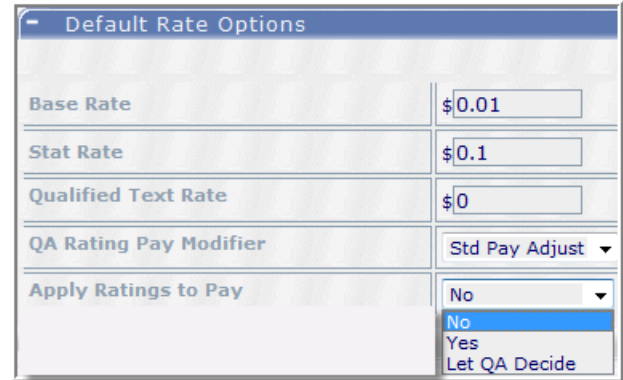 - Default Rate Options
Base Rate $0.01
Stat Rate $0.1
Qualified Text Rate $0
QA Rating Pay Modifier Std Pay Adjust
Apply Ratings to Pay No
No
Yes
Let QA Decide